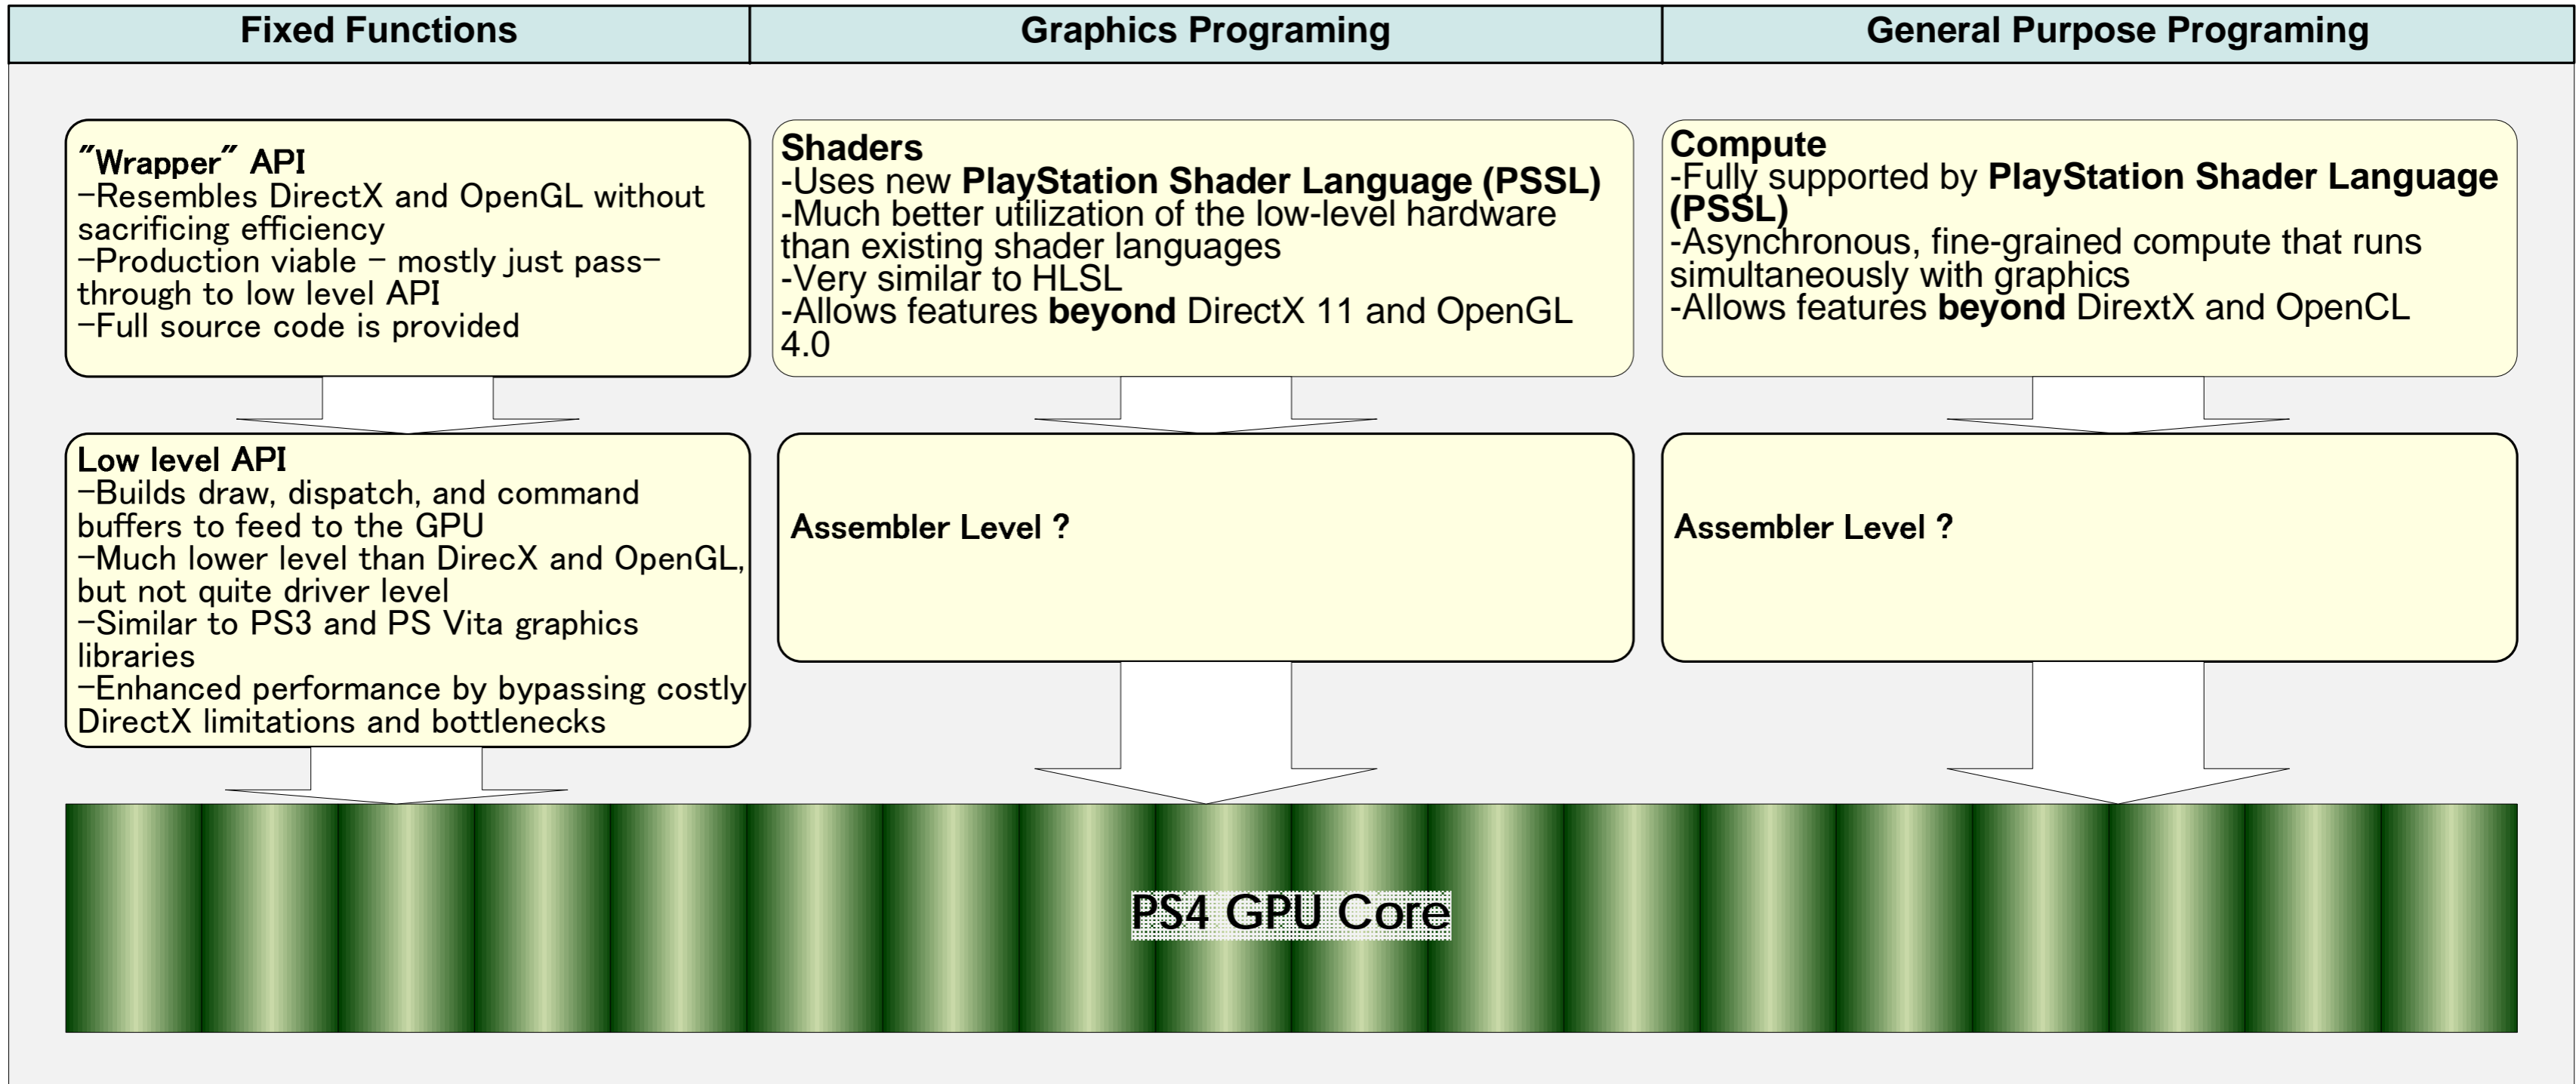 Fixed Functions
Graphics Programing
General Purpose Programing
"Wrapper" API
-Resembles DirectX and OpenGL without
sacrificing efficiency
-Production viable - mostly just pass-
through to low level API
-Full source code is provided
Shaders
-Uses new PlayStation Shader Language (PSSL)
-Much better utilization of the low-level hardware
than existing shader languages
-Very similar to HLSL
-Allows features beyond DirectX 11 and OpenGL
4.0
Compute
-Fully supported by PlayStation Shader Language
(PSSL)
-Asynchronous, fine-grained compute that runs
simultaneously with graphics
-Allows features beyond DirextX and OpenCL
Low level API
-Builds draw, dispatch, and command
buffers to feed to the GPU
-Much lower level than DirecX and OpenGL,
but not quite driver level
-Similar to PS3 and PS Vita graphics
libraries
-Enhanced performance by bypassing costly
DirectX limitations and bottlenecks
Assembler Level ?
Assembler Level ?
PS4 GPU Core